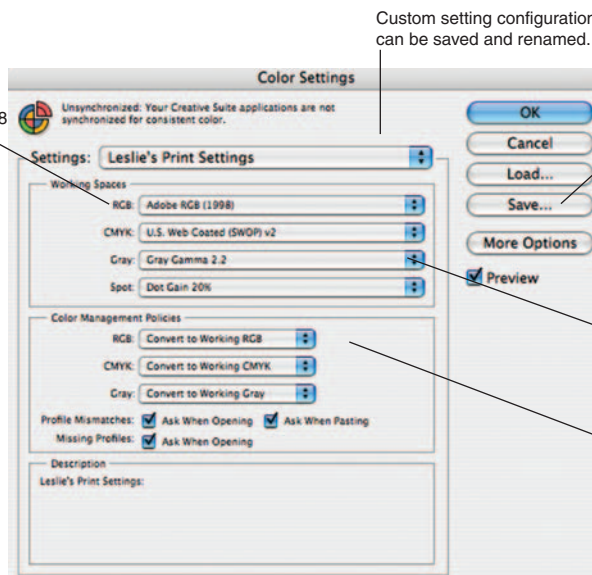 Custom setting configuration
can be saved and renamed.
Color Settings
8
Unsynchronized: Your Creative Suite applications are not
synchronized for consistent color.
OK
Cancel
Load...
Save...
More Options
Preview
Settings: Leslie's Print Settings
Working Spaces
RGB: Adobe RGB (1998)
CMYK: U.S. Web Coated (SWOP) v2
Gray: Gray Gamma 2.2
Spot: Dot Gain 20%
Color Management Policies
RGB: Convert to Working RGB
CMYK: Convert to Working CMYK
Gray: Convert to Working Gray
Profile Mismatches: Ask When Opening Ask When Pasting
Missing Profiles: Ask When Opening
Description
Leslie's Print Settings: